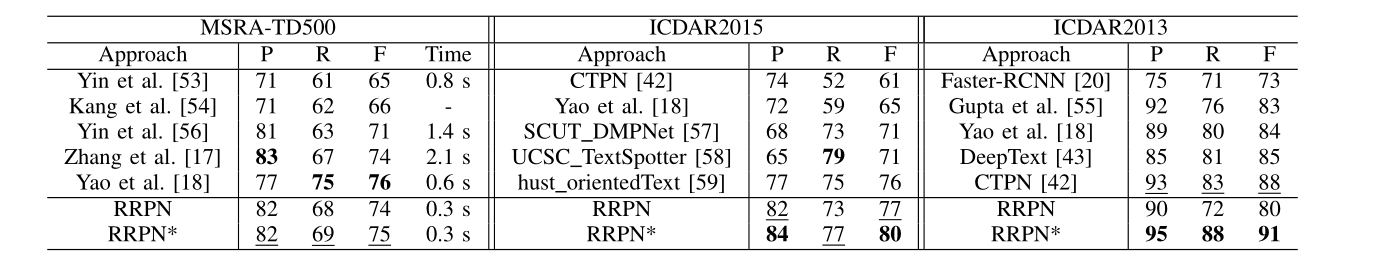 MSRA-TD500 ICDAR2015 ICDAR2013
Approach P R F Time Approach P R F Approach P R F
Yin et al. [53] 71 61 65 0.8 s CTPN [42] 74 52 61 Faster-RCNN [20] 75 71 73
Kang et al. [54] 71 62 66 - Yao et al. [18] 72 59 65 Gupta et al. [55] 92 76 83
Yin et al. [56] 81 63 71 1.4 s SCUT_DMPNet [57] 68 73 71 Yao et al. [18] 89 80 84
Zhang et al. [17] 83 67 74 2.1 s UCSC_TextSpotter [58] 65 79 71 DeepText [43] 85 81 85
Yao et al. [18] 77 75 76 0.6 s hust_orientedText [59] 77 75 76 CTPN [42] 93 83 88
RRPN 82 68 74 0.3 s RRPN 82 73 77 RRPN 90 72 80
RRPN* 82 69 75 0.3 s RRPN* 84 77 80 RRPN* 95 88 91